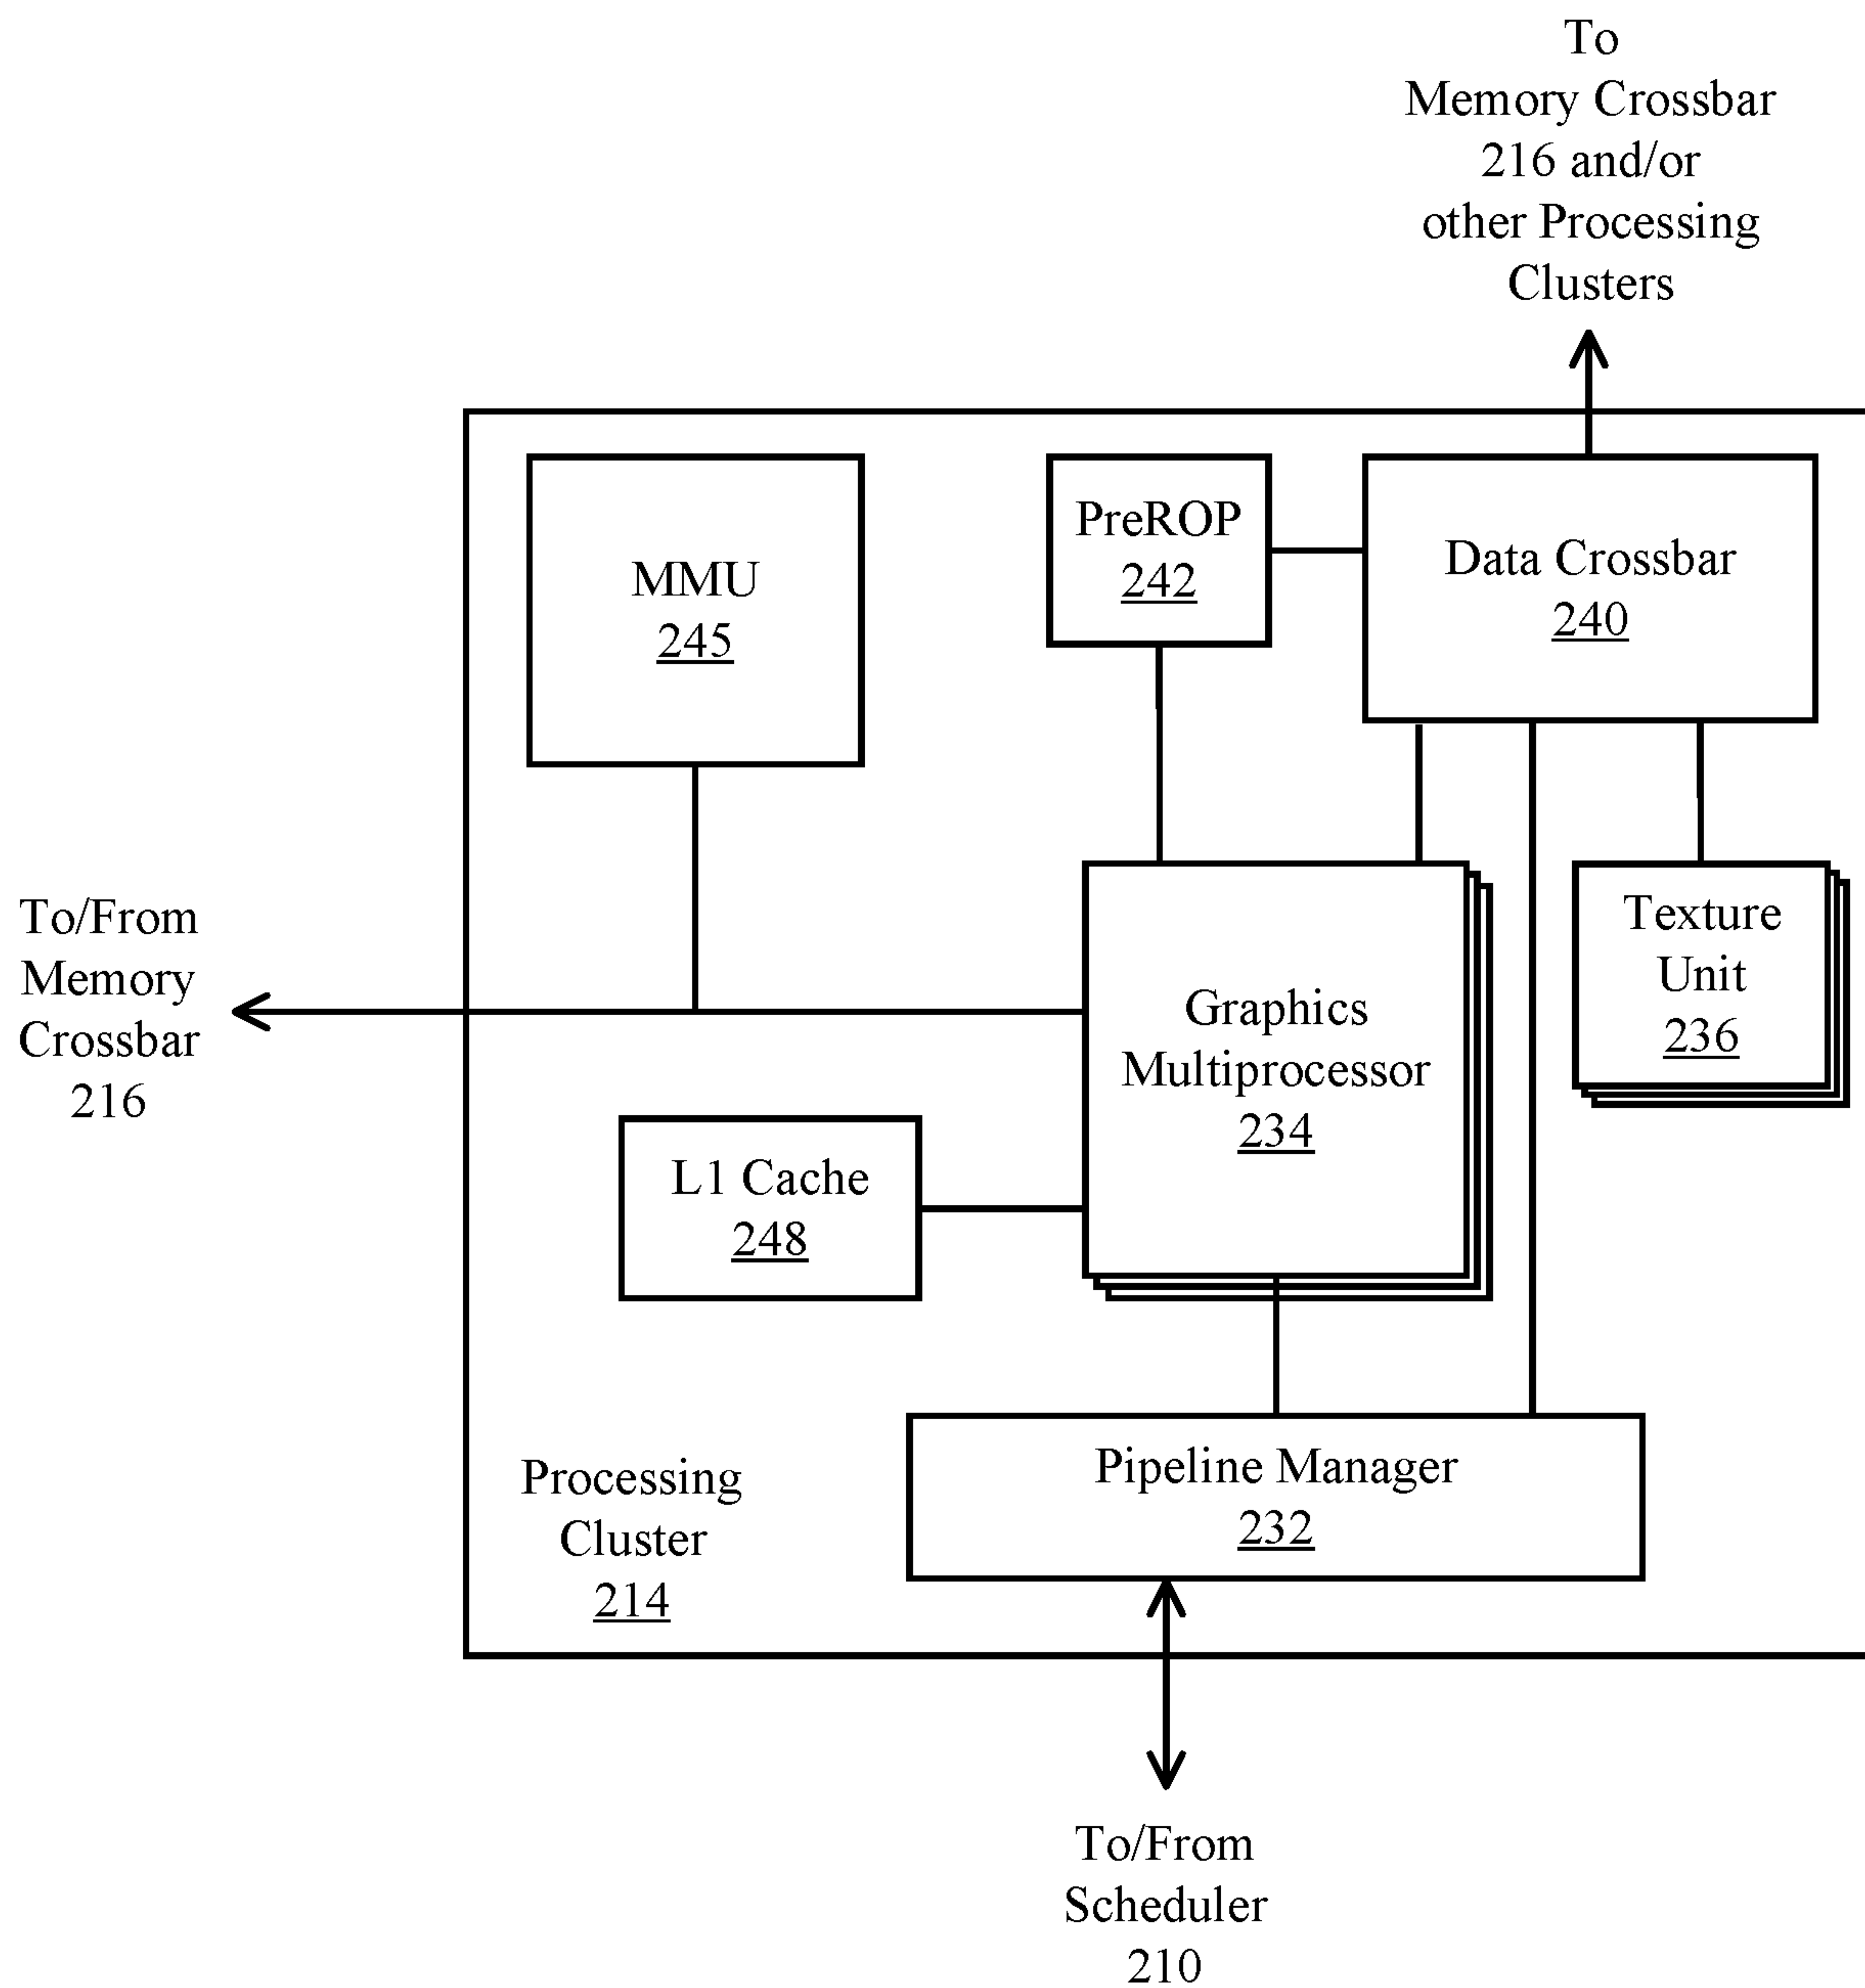 To
Memory Crossbar
216 and/or
other Processing
Clusters
PreROP
242
Data Crossbar
240
MMU
245
To/From
Memory
Crossbar
216
Graphics
Multiprocessor
234
Texture
Unit
236
L1 Cache
248
Pipeline Manager
232
Processing
Cluster
214
To/From
Scheduler
210